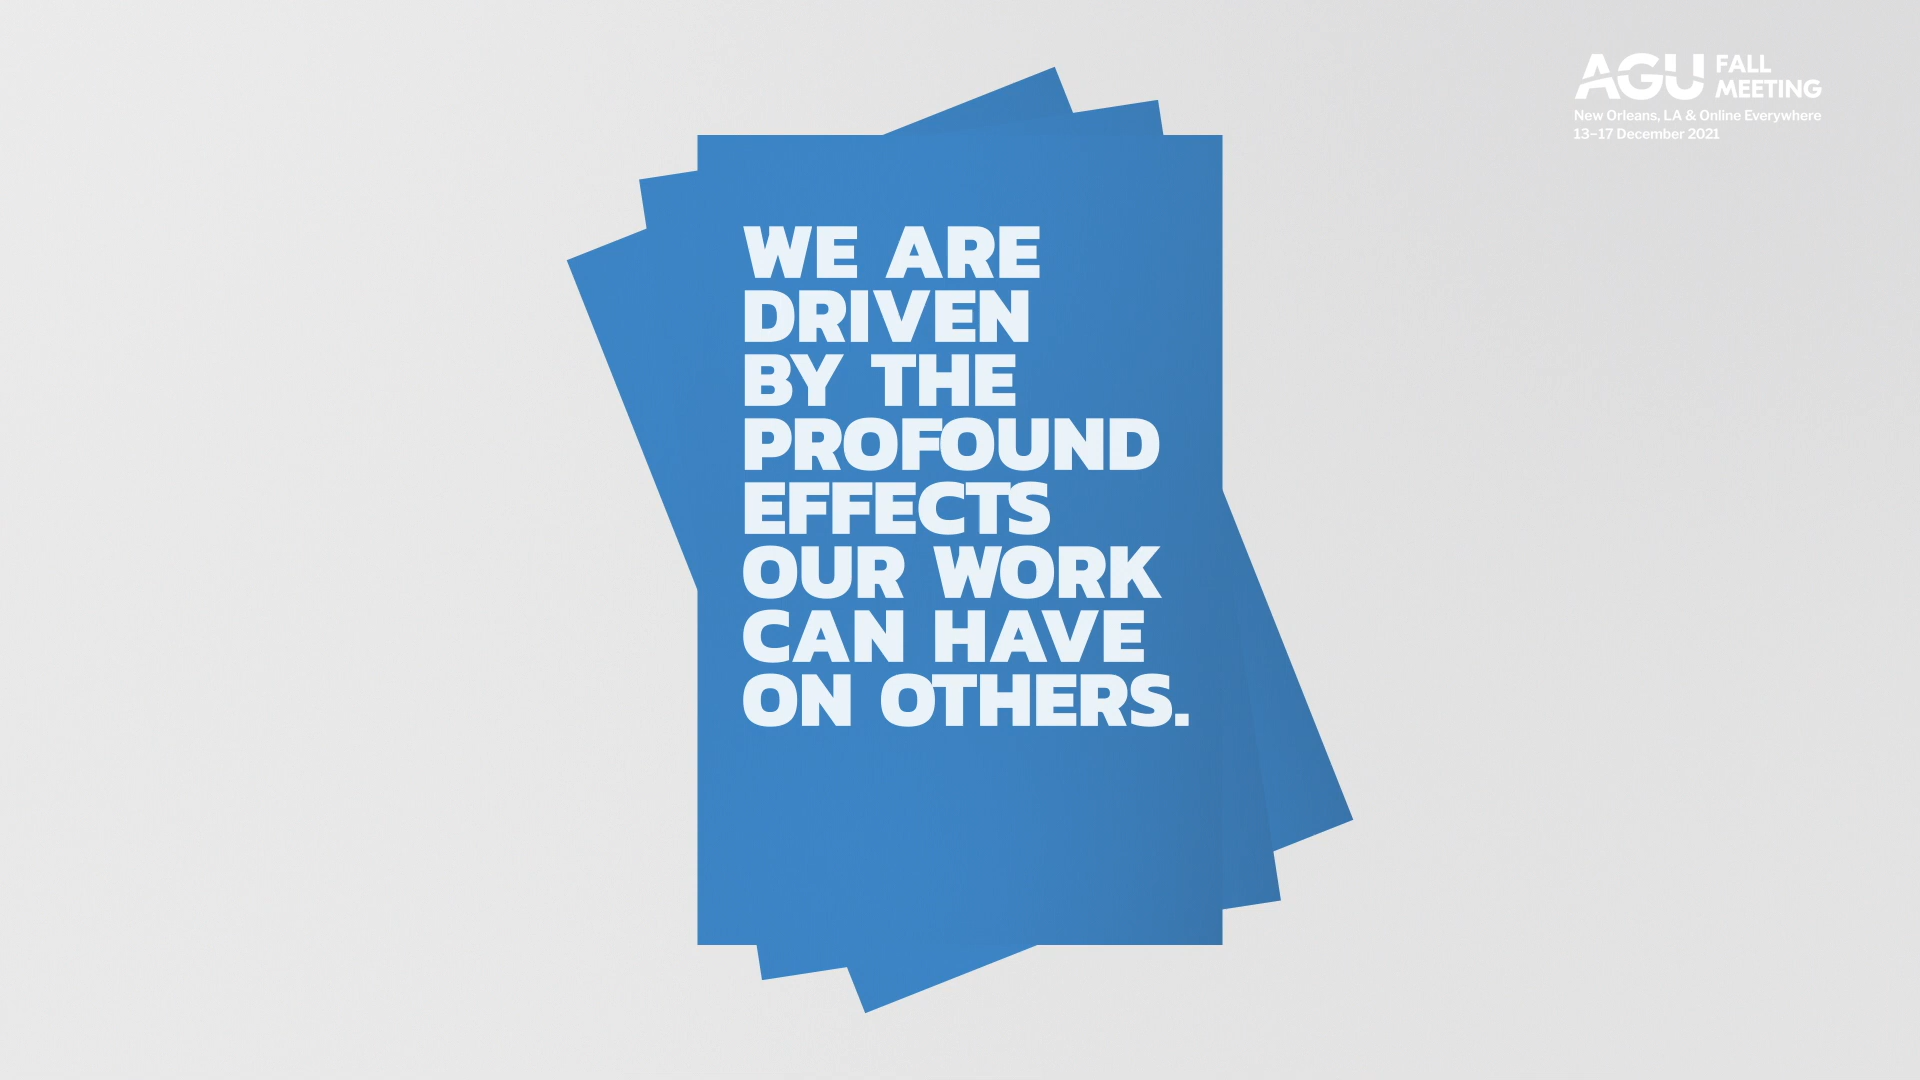 WE ARE
DRIVEN
BY THE
PROFOUND
EFFECTS
OUR WORK
CAN HAVE
ON OTHERS.
AGU FALL
MEETING
New Orleans, LA & Online Everywhere
13–17 December 2021